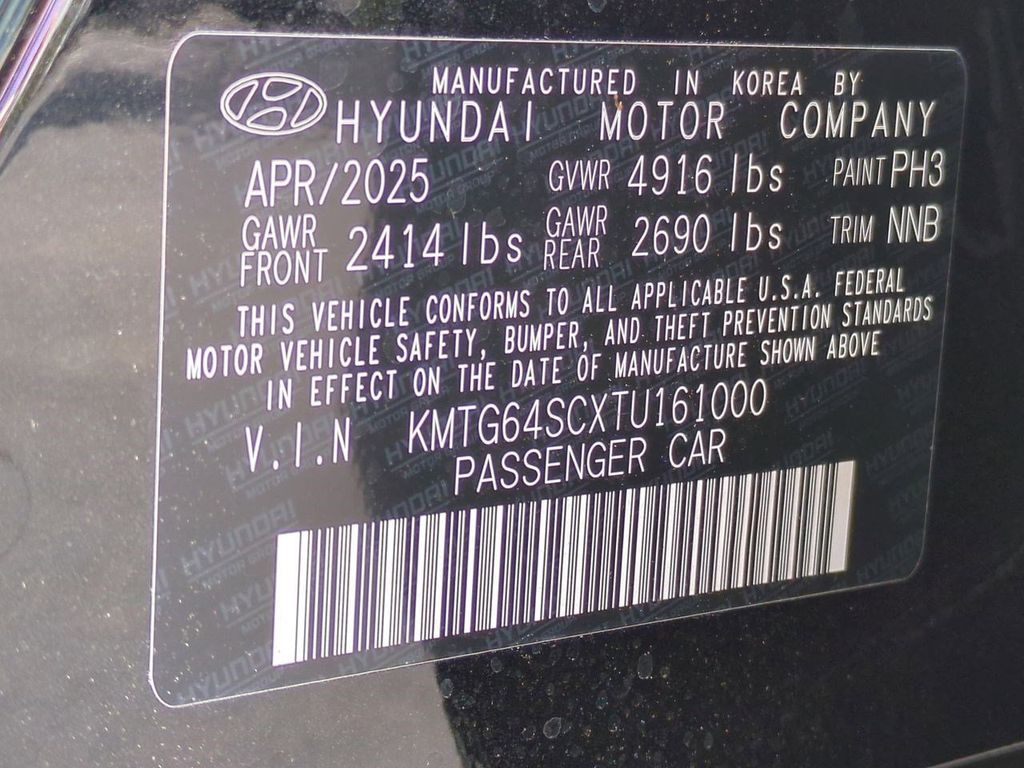 MANUFACTURED IN KOREA BY
HYUNDAI MOTOR COMPANY
APR/2025 GVWR 4916 lbs PAINT PH3
GAWR FRONT 2414 lbs GAWR REAR 2690 lbs TRIM NNB
THIS VEHICLE CONFORMS TO ALL APPLICABLE U.S.A. FEDERAL
MOTOR VEHICLE SAFETY, BUMPER, AND THEFT PREVENTION STANDARDS
IN EFFECT ON THE DATE OF MANUFACTURE SHOWN ABOVE
V.I.N KMTG64SCXTU161000
PASSENGER CAR